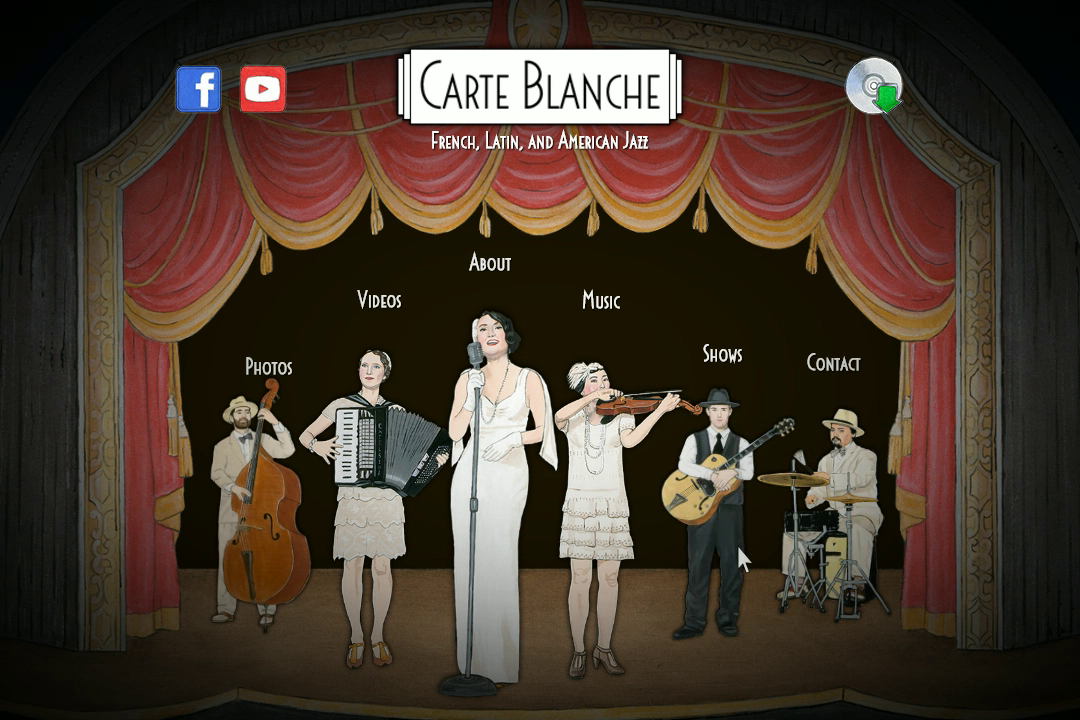 Carte Blanche
French, Latin, and American Jazz
About
Videos
Music
Shows
Contact
Photos